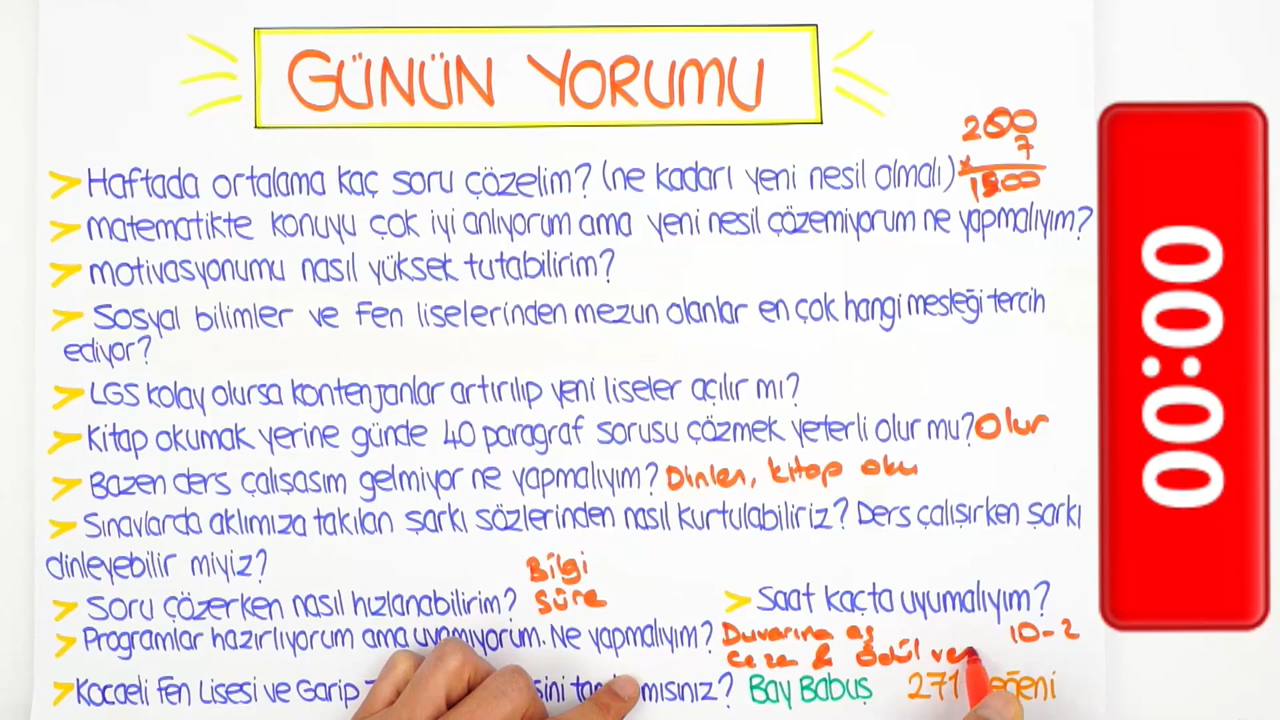 GÜNÜN YORUMU
200
7
> Haftada ortalama kaç soru çözelim? (ne kadarı yeni nesil olmalı)
> matematikte konuyu çok iyi anlıyorum ama yeni nesil çözemiyorum ne yapmalıyım?
> motivasyonumu nasıl yüksek tutabilirim?
> Sosyal bilimler ve Fen liselerinden mezun olanlar en çok hangi mesleği tercih
ediyor?
> LGS kolay olursa kontenjanlar artırılıp yeni liseler açılır mı?
> Kitap okumak yerine günde 40 paragraf sorusu çözmek yeterli olur mu? Olur
> Bazen ders çalışasım gelmiyor ne yapmalıyım? Dinlen, kitap oku
> Sınavlarda aklımıza takılan şarkı sözlerinden nasıl kurtulabiliriz? Ders çalışırken şarkı
dinleyebilir miyiz?
Bilgi
> Soru çözerken nasıl hızlanabilirim? Süre
> Saat kaçta uyumalıyım?
10-2
> Programlar hazırlıyorum ama uyamıyorum. Ne yapmalıyım? Duvarına as
Ceza & ödül ver
> Kocaeli Fen Lisesi ve Garip mısınız? Bay Babuş 271
00:00